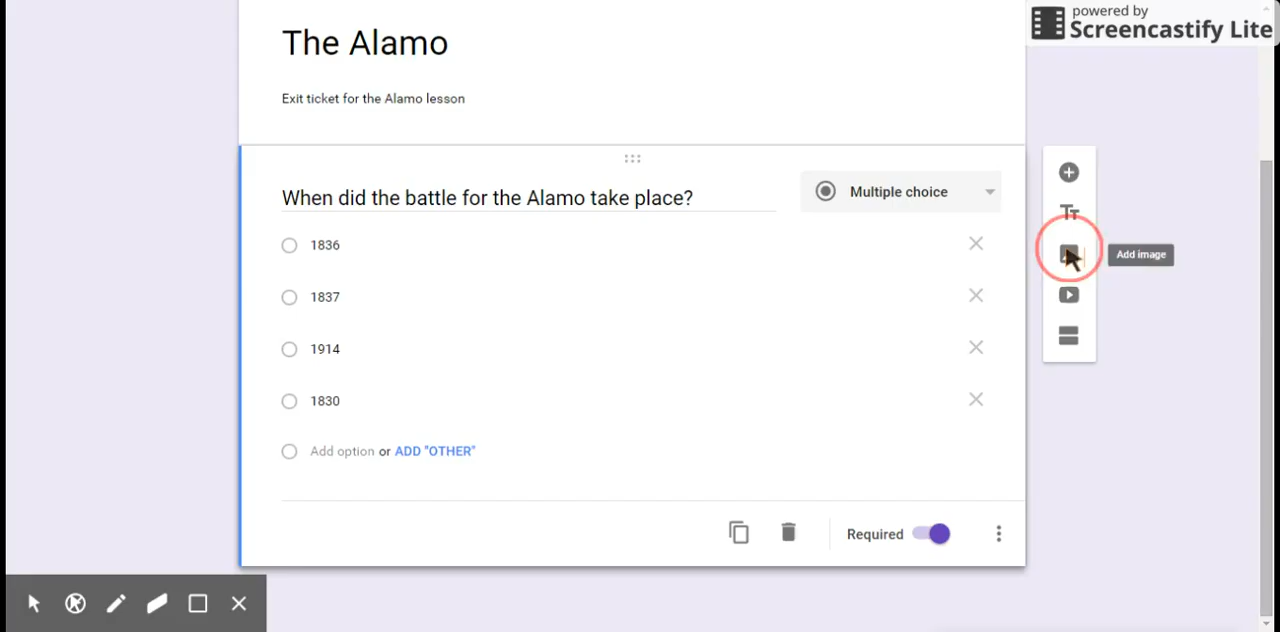 powered by
Screencastify Lite
The Alamo
Exit ticket for the Alamo lesson
When did the battle for the Alamo take place?
Multiple choice
1836
Tт
Add image
1837
1914
1830
Add option or ADD "OTHER"
Required